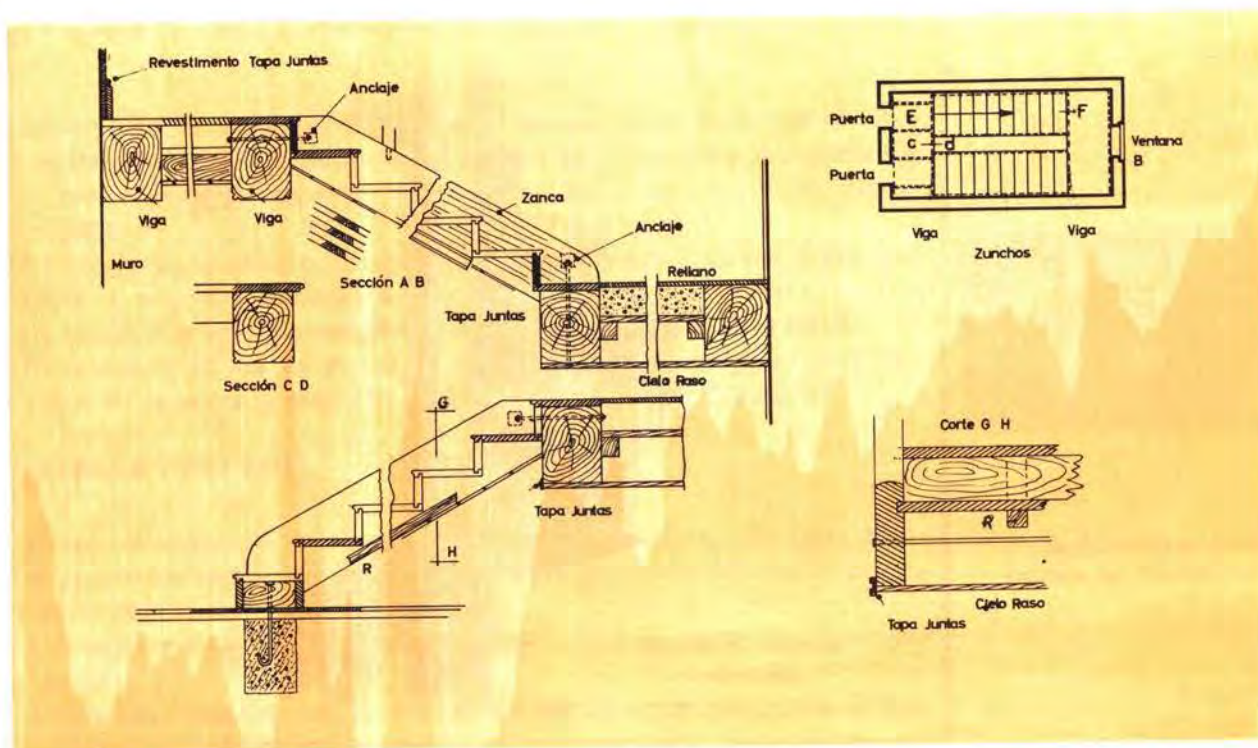 Revestimento Tapa Juntas
Anclaje
Viga
Viga
Muro
Zanca
Anclaje
Sección A B
Rellano
Tapa Juntas
Sección C D
Cielo Raso
Puerta
E
F
C
d
Ventana
B
Puerta
Viga
Viga
Zunchos
G
Tapa Juntas
H
R
Corte G H
R
Cielo Raso
Tapa Juntas